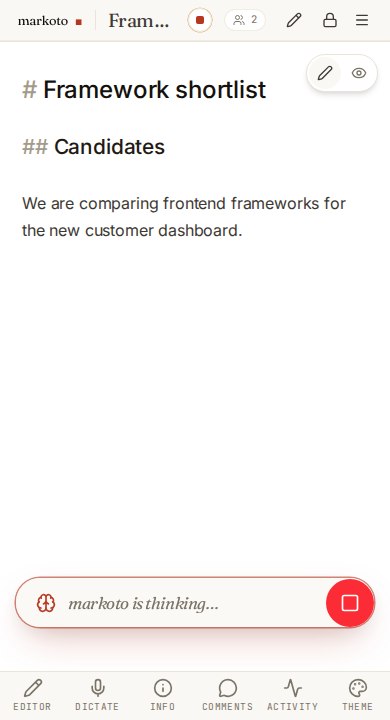 markoto
Fram...
2
# Framework shortlist
## Candidates
We are comparing frontend frameworks for
the new customer dashboard.
markoto is thinking...
EDITOR DICTATE INFO COMMENTS ACTIVITY THEME